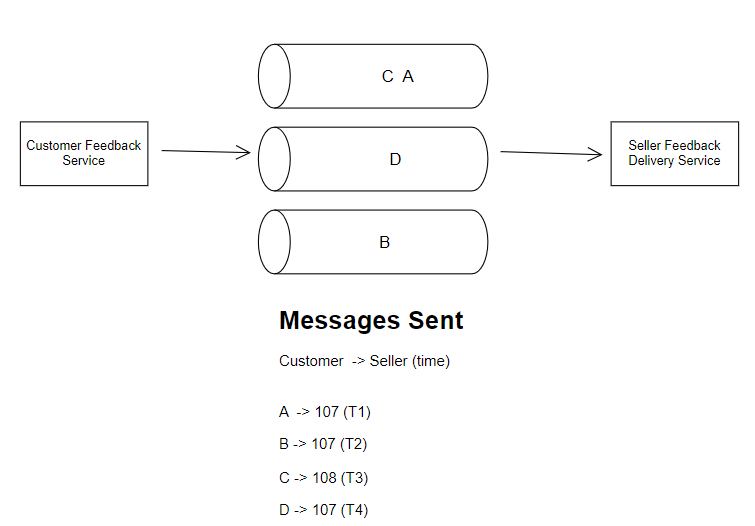 C A
Customer Feedback
Service
D
Seller Feedback
Delivery Service
B
Messages Sent
Customer -> Seller (time)
A -> 107 (T1)
B -> 107 (T2)
C -> 108 (T3)
D -> 107 (T4)